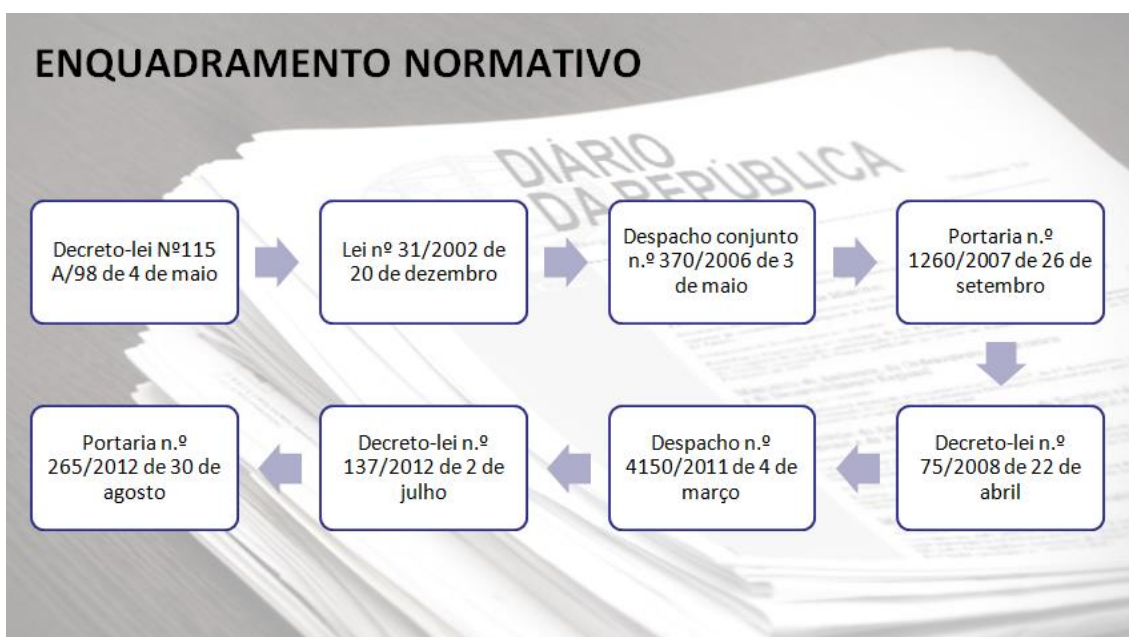 ENQUADRAMENTO NORMATIVO
DIÁRIO
DA REPÚBLICA
Decreto-lei Nº115
A/98 de 4 de maio
Lei nº 31/2002 de
20 de dezembro
Despacho conjunto
n.º 370/2006 de 3
de maio
Portaria n.º
1260/2007 de 26 de
setembro
Decreto-lei n.º
75/2008 de 22 de
abril
Despacho n.º
4150/2011 de 4 de
março
Decreto-lei n.º
137/2012 de 2 de
julho
Portaria n.º
265/2012 de 30 de
agosto